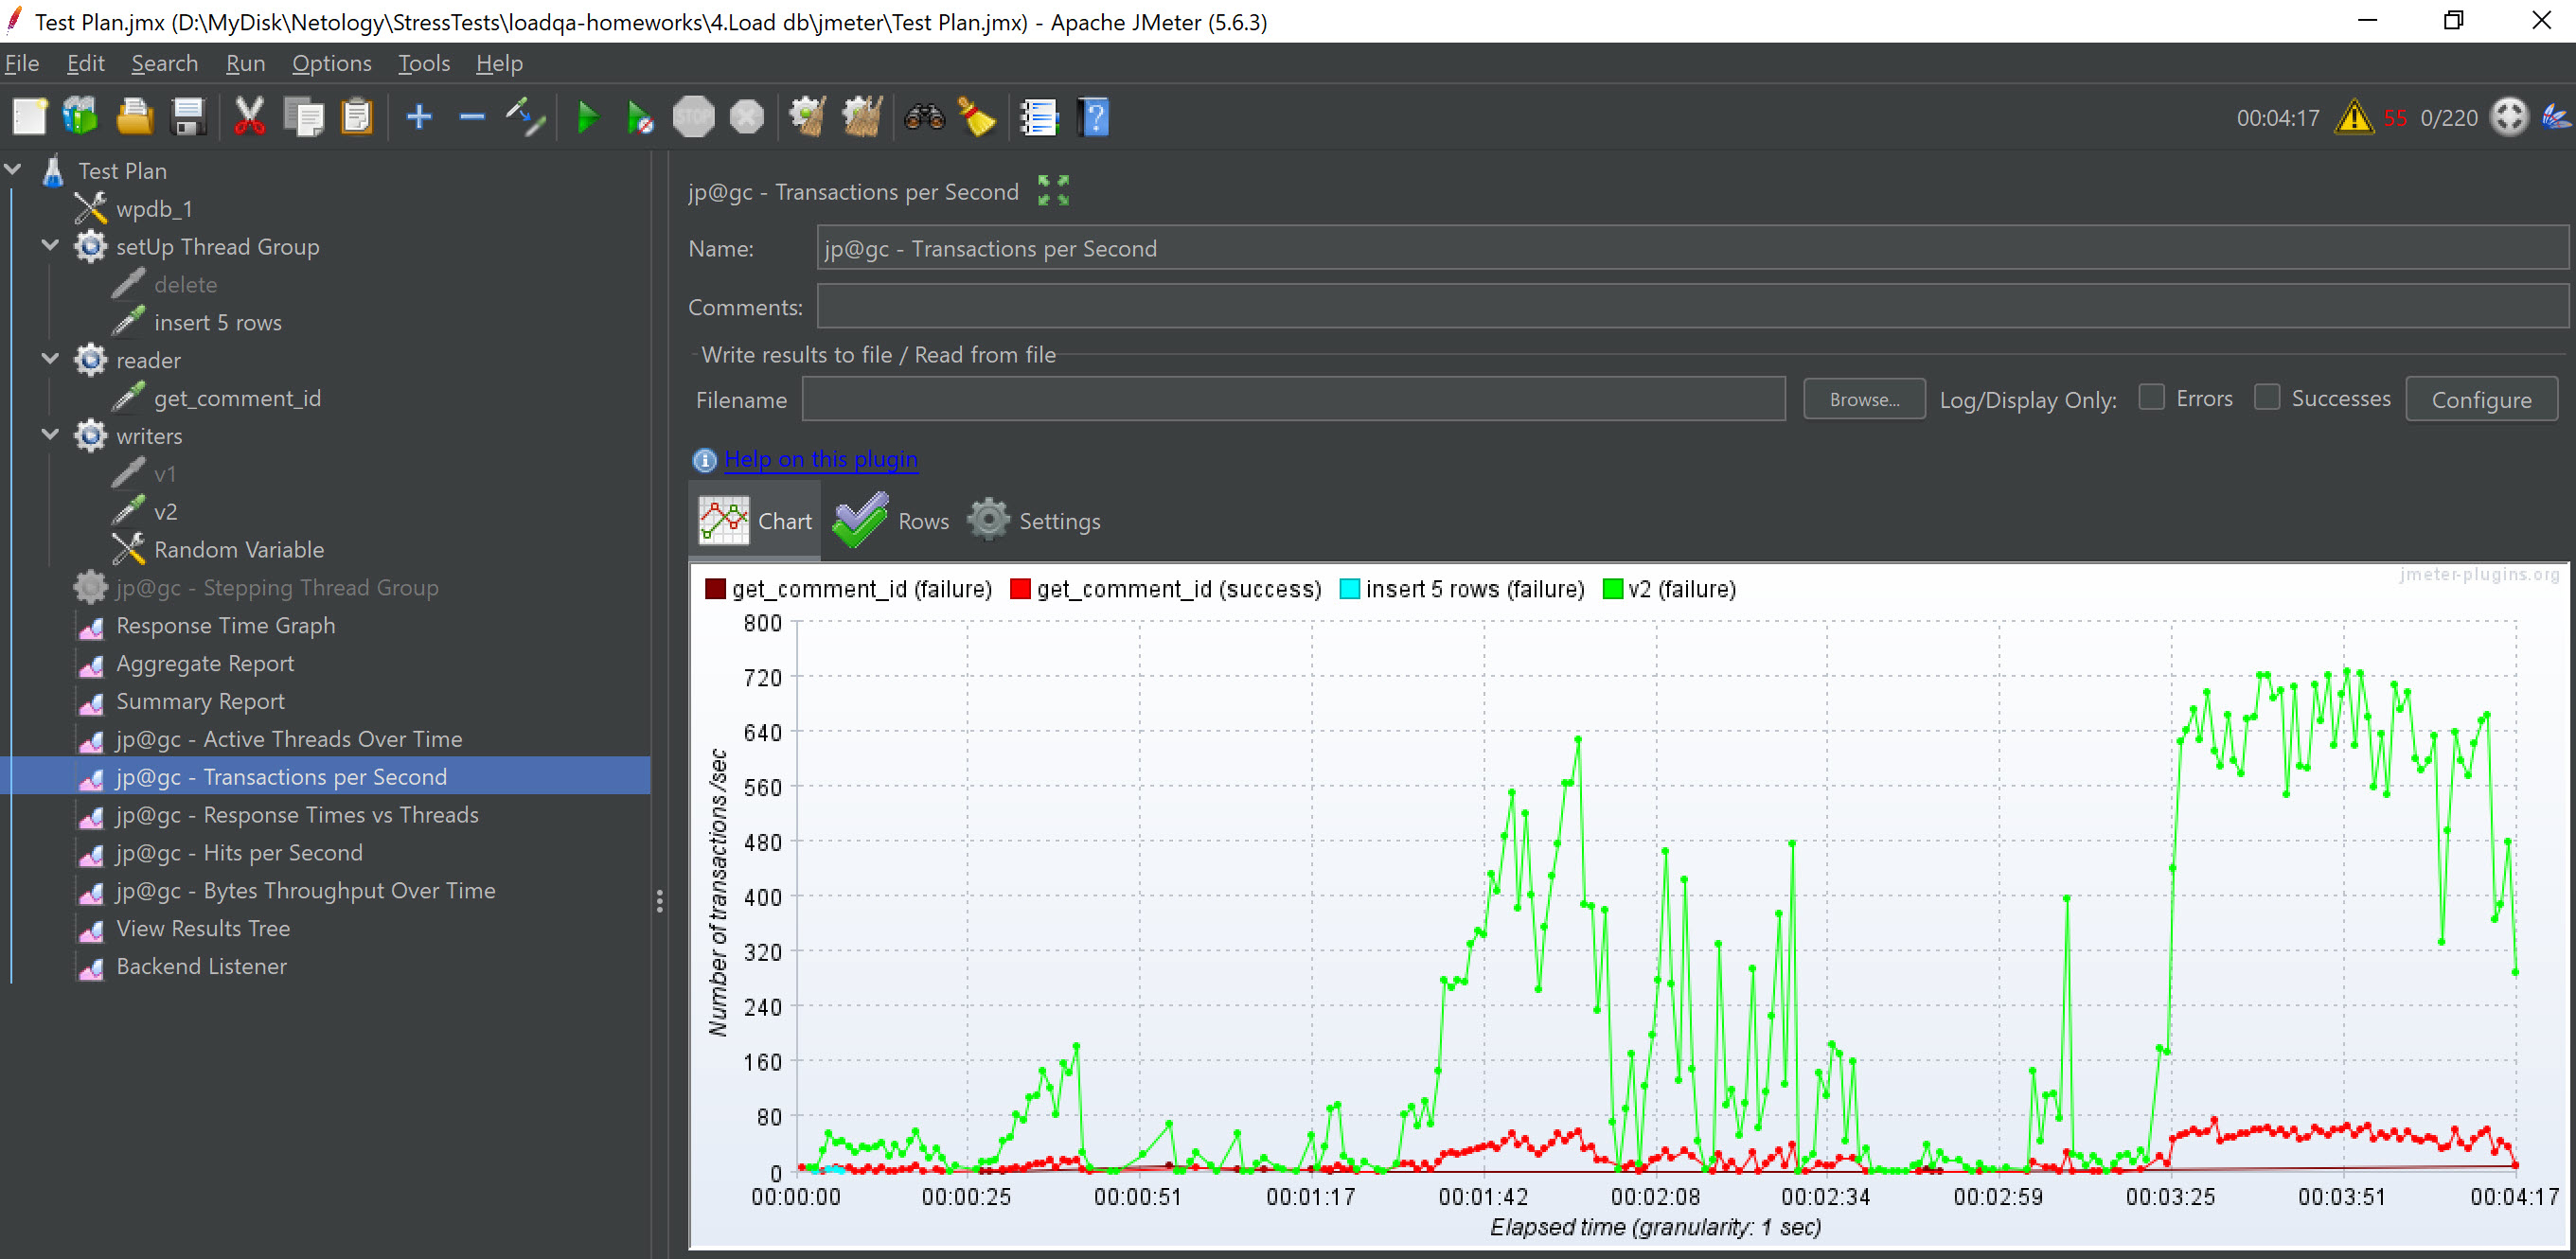 Test Plan.jmx (D:\MyDisk\Netology\StressTests\loadqa-homeworks\4.Load db\jmeter\Test Plan.jmx) - Apache JMeter (5.6.3)
File Edit Search Run Options Tools Help
STOP
00:04:17 55 0/220
Test Plan
wpdb_1
setUp Thread Group
delete
insert 5 rows
reader
get_comment_id
writers
v1
v2
Random Variable
jp@gc - Stepping Thread Group
Response Time Graph
Aggregate Report
Summary Report
jp@gc - Active Threads Over Time
jp@gc - Transactions per Second
jp@gc - Response Times vs Threads
jp@gc - Hits per Second
jp@gc - Bytes Throughput Over Time
View Results Tree
Backend Listener
jp@gc - Transactions per Second
Name: jp@gc - Transactions per Second
Comments:
Write results to file / Read from file
Filename Browse... Log/Display Only: Errors Successes Configure
Help on this plugin
Chart Rows Settings
jmeter-plugins.org
get_comment_id (failure) get_comment_id (success) insert 5 rows (failure) v2 (failure)
800
720
640
560
480
400
320
240
160
80
0
Number of transactions /sec
00:00:00 00:00:25 00:00:51 00:01:17 00:01:42 00:02:08 00:02:34 00:02:59 00:03:25 00:03:51 00:04:17
Elapsed time (granularity: 1 sec)